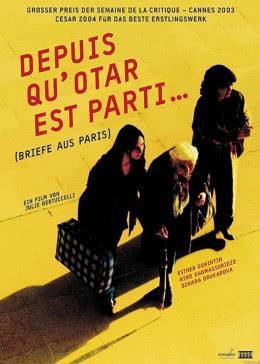 GROSSER PREIS DER SEMAINE DE LA CRITIQUE – CANNES 2003
CESAR 2004 FÜR DAS BESTE ERSTLINGSWERK
DEPUIS
QU'OTAR
EST PARTI...
(BRIEFE AUS PARIS)
EIN FILM VON
JULIE BERTUCCELLI
ESTHER GORINTIN
NINO KHOMASSOURIDZE
DINARA DRUKAROVA